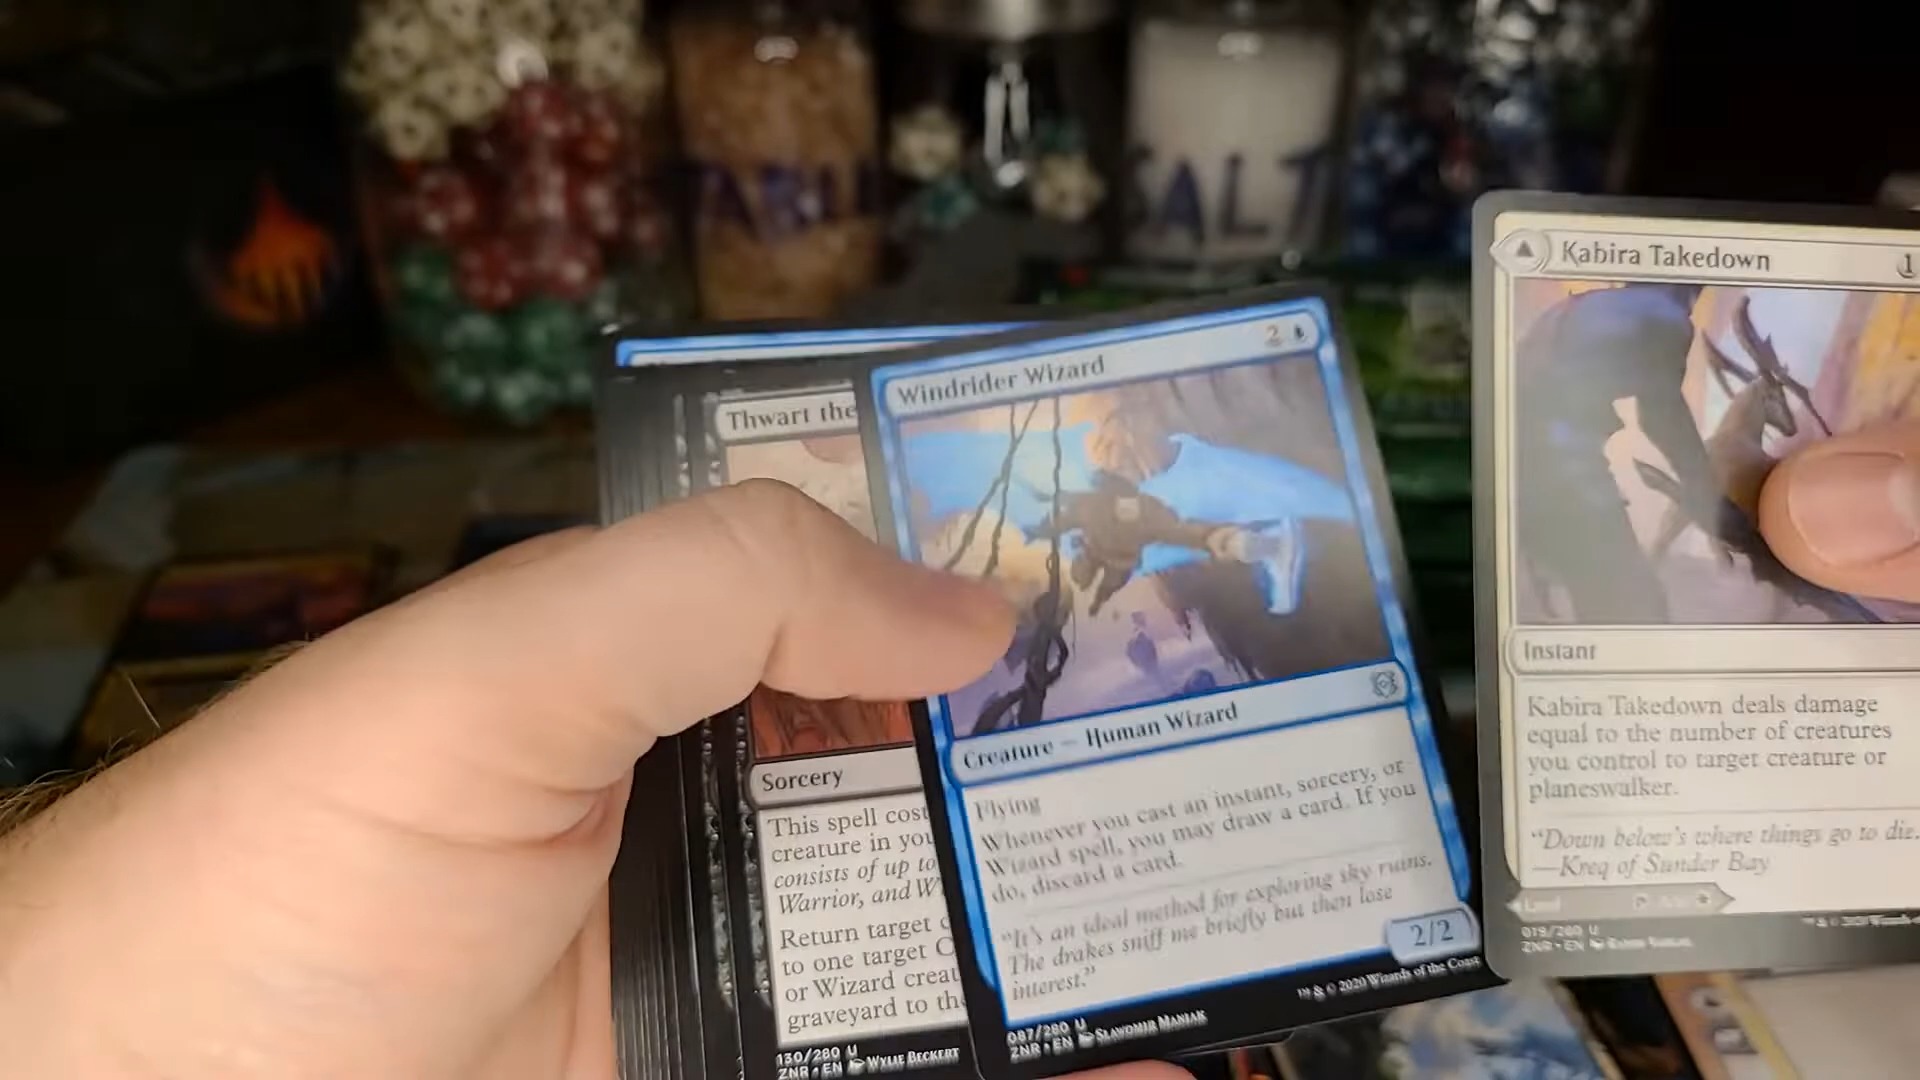 SALT
Kabira Takedown
1
Instant
Kabira Takedown deals damage
equal to the number of creatures
you control to target creature or
planeswalker.
“Down below’s where things go to die.
—Kreq of Sunder Bay
Land
019/280 U
ZNR • EN
Windrider Wizard
2
Creature — Human Wizard
Flying
Whenever you cast an instant, sorcery, or
Wizard spell, you may draw a card. If you
do, discard a card.
“It’s an ideal method for exploring sky ruins.
The drakes sniff me briefly but then lose
interest.”
2/2
087/280 U
ZNR • EN SLAWOMIR MANIAK
™ & © 2020 Wizards of the Coast
Thwart the
Sorcery
This spell cost
creature in you
consists of up to
Warrior, and W
Return target c
to one target C
or Wizard creat
graveyard to the
130/280 U
ZNR • EN WYLIE BECKERT